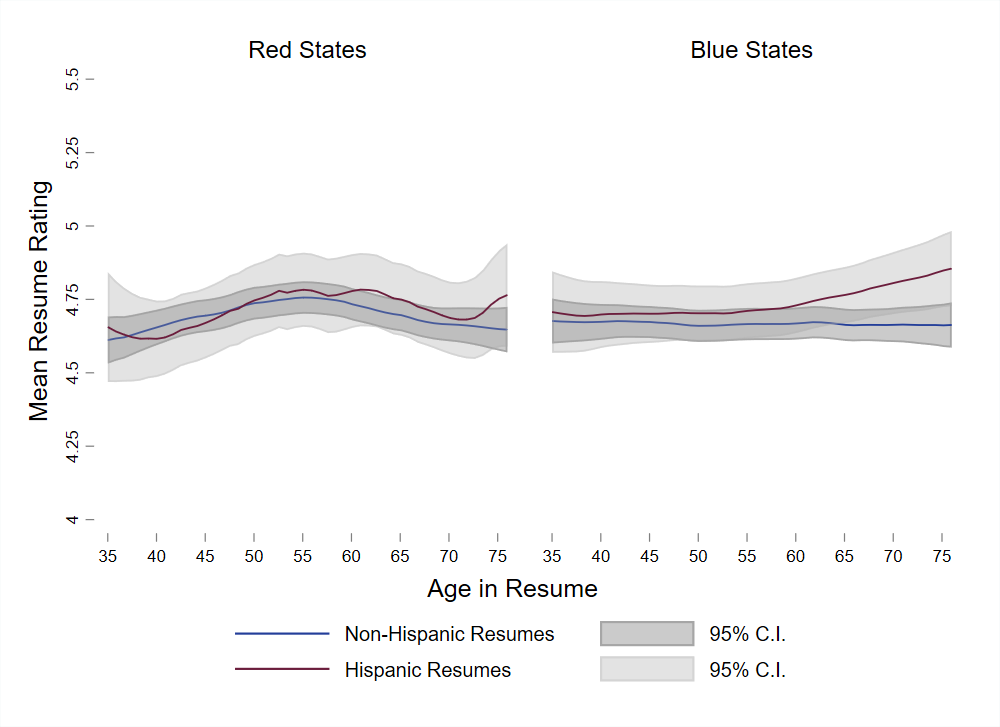 Red States
Blue States
Mean Resume Rating
5.5
5.25
5
4.75
4.5
4.25
4
35 40 45 50 55 60 65 70 75
35 40 45 50 55 60 65 70 75
Age in Resume
Non-Hispanic Resumes 95% C.I.
Hispanic Resumes 95% C.I.